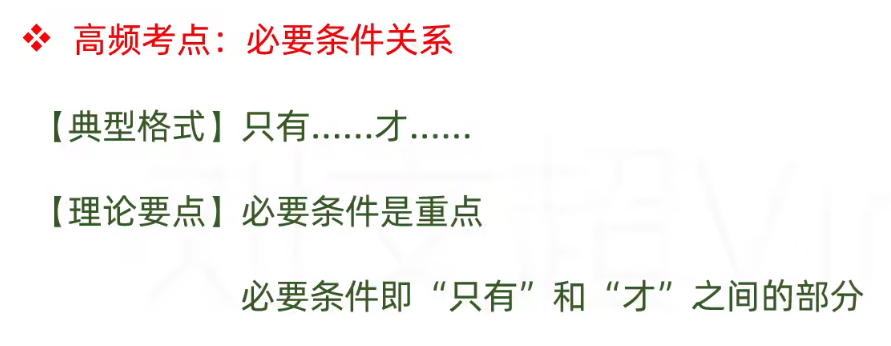 ❖ 高频考点：必要条件关系
【典型格式】只有……才……
【理论要点】必要条件是重点
必要条件即“只有”和“才”之间的部分